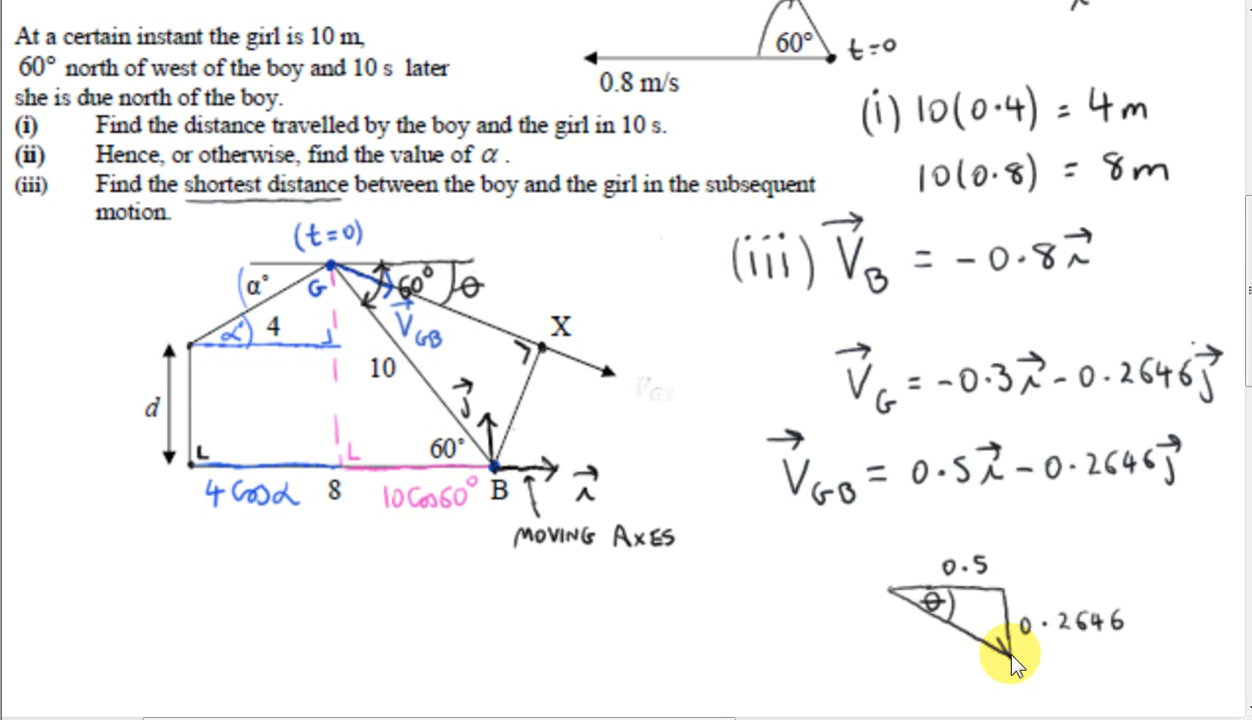 At a certain instant the girl is 10 m,
60° north of west of the boy and 10 s later
she is due north of the boy.
(i) Find the distance travelled by the boy and the girl in 10 s.
(ii) Hence, or otherwise, find the value of α .
(iii) Find the shortest distance between the boy and the girl in the subsequent
motion.
60°
t=0
0.8 m/s
(i) 10(0.4) = 4m
10(0.8) = 8m
(iii) V⃗B = -0.8i⃗
V⃗G = -0.3i⃗ - 0.2646j⃗
V⃗GB = 0.5i⃗ - 0.2646j⃗
0.5
θ
0.2646
(t=0)
α°
G
60°
θ
α°
4
V⃗GB
X
10
d
j⃗
60°
4Cosα
8
10Cos60°
B
i⃗
MOVING AXES